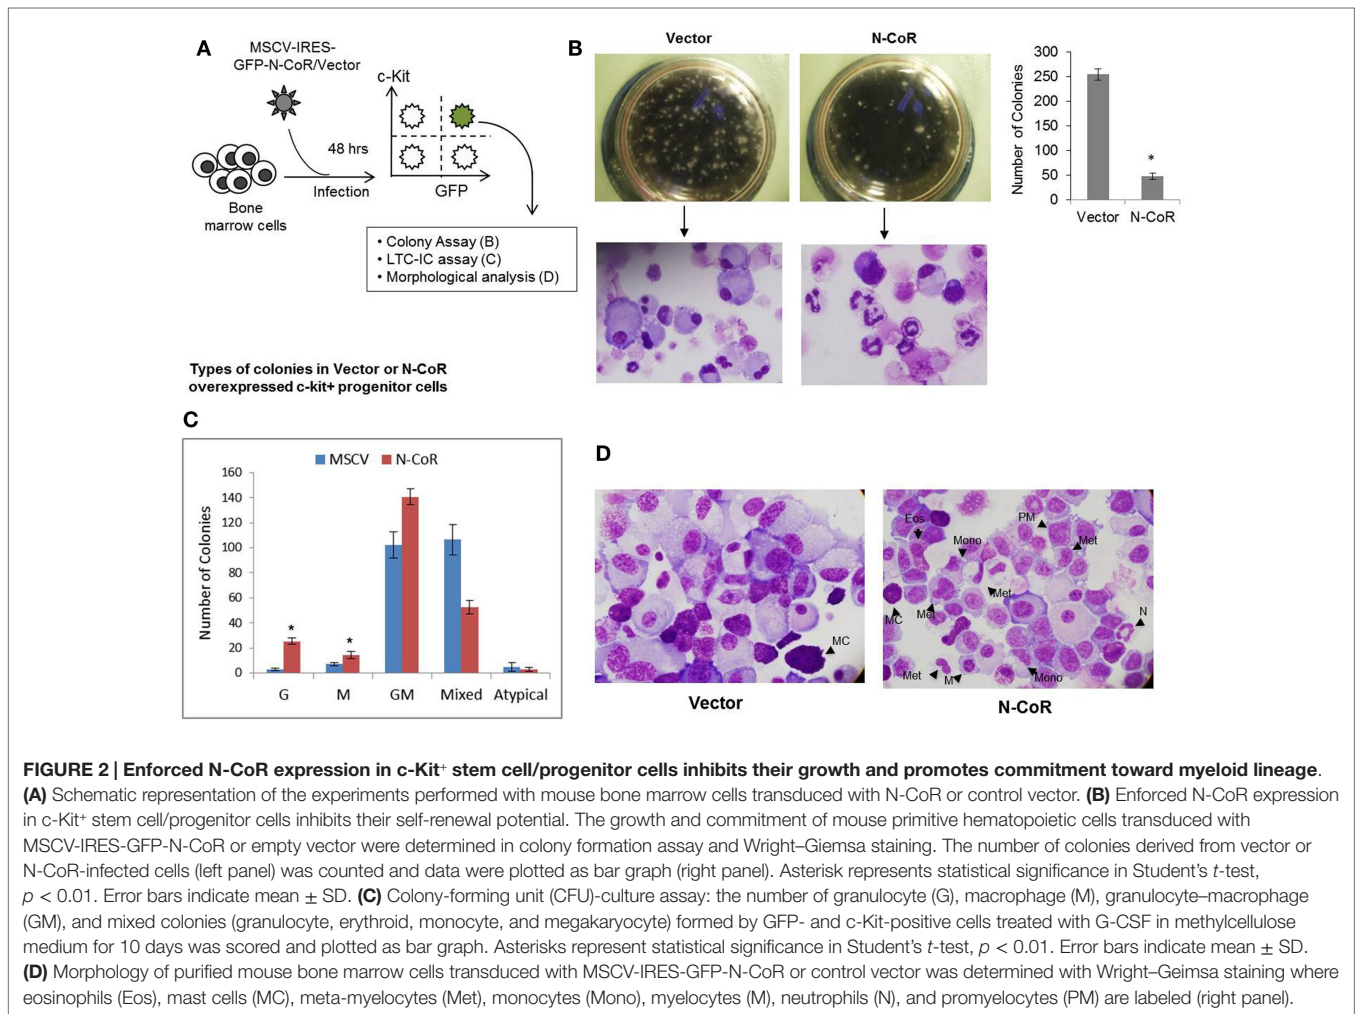 A
MSCV-IRES-
GFP-N-CoR/Vector
c-Kit
48 hrs
Infection
GFP
Bone
marrow cells
• Colony Assay (B)
• LTC-IC assay (C)
• Morphological analysis (D)
B
Vector
N-CoR
Number of Colonies
300
250
200
150
100
50
0
*
Vector
N-CoR
Types of colonies in Vector or N-CoR
overexpressed c-kit+ progenitor cells
C
MSCV
N-CoR
Number of Colonies
160
140
120
100
80
60
40
20
0
*
*
G
M
GM
Mixed
Atypical
D
MC
Vector
Eos
PM
Mono
Met
Met
MC
Met
N
Met
M
Mono
N-CoR
FIGURE 2 | Enforced N-CoR expression in c-Kit⁺ stem cell/progenitor cells inhibits their growth and promotes commitment toward myeloid lineage.
(A) Schematic representation of the experiments performed with mouse bone marrow cells transduced with N-CoR or control vector. (B) Enforced N-CoR expression
in c-Kit⁺ stem cell/progenitor cells inhibits their self-renewal potential. The growth and commitment of mouse primitive hematopoietic cells transduced with
MSCV-IRES-GFP-N-CoR or empty vector were determined in colony formation assay and Wright–Giemsa staining. The number of colonies derived from vector or
N-CoR-infected cells (left panel) was counted and data were plotted as bar graph (right panel). Asterisk represents statistical significance in Student's t-test,
p < 0.01. Error bars indicate mean ± SD. (C) Colony-forming unit (CFU)-culture assay: the number of granulocyte (G), macrophage (M), granulocyte–macrophage
(GM), and mixed colonies (granulocyte, erythroid, monocyte, and megakaryocyte) formed by GFP- and c-Kit-positive cells treated with G-CSF in methylcellulose
medium for 10 days was scored and plotted as bar graph. Asterisks represent statistical significance in Student's t-test, p < 0.01. Error bars indicate mean ± SD.
(D) Morphology of purified mouse bone marrow cells transduced with MSCV-IRES-GFP-N-CoR or control vector was determined with Wright–Geimsa staining where
eosinophils (Eos), mast cells (MC), meta-myelocytes (Met), monocytes (Mono), myelocytes (M), neutrophils (N), and promyelocytes (PM) are labeled (right panel).